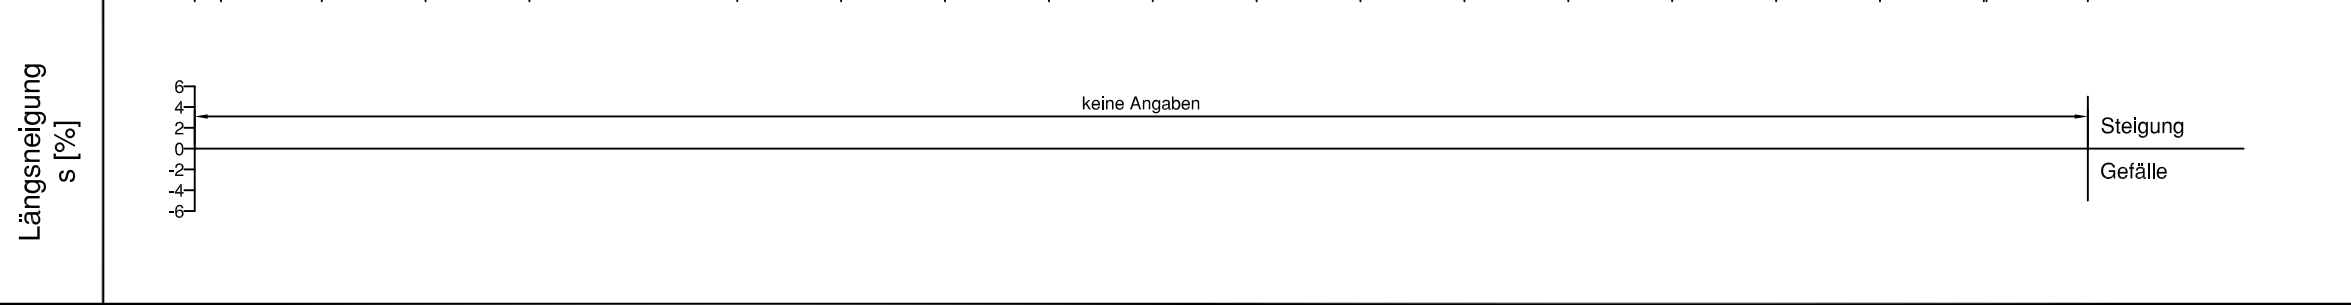 Längsneigung
s [%]
6
4
2
0
-2
-4
-6
keine Angaben
Steigung
Gefälle